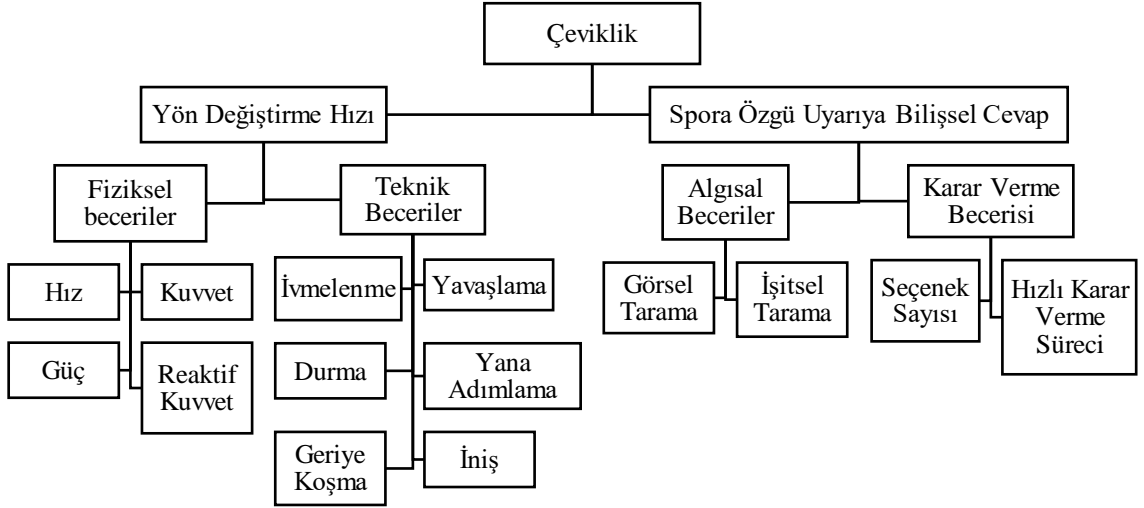 Çeviklik
Yön Değiştirme Hızı
Spora Özgü Uyarıya Bilişsel Cevap
Fiziksel
beceriler
Teknik
Beceriler
Algısal
Beceriler
Karar Verme
Becerisi
Hız
Kuvvet
Güç
Reaktif
Kuvvet
İvmelenme
Yavaşlama
Durma
Yana
Adımlama
Geriye
Koşma
İniş
Görsel
Tarama
İşitsel
Tarama
Seçenek
Sayısı
Hızlı Karar
Verme
Süreci